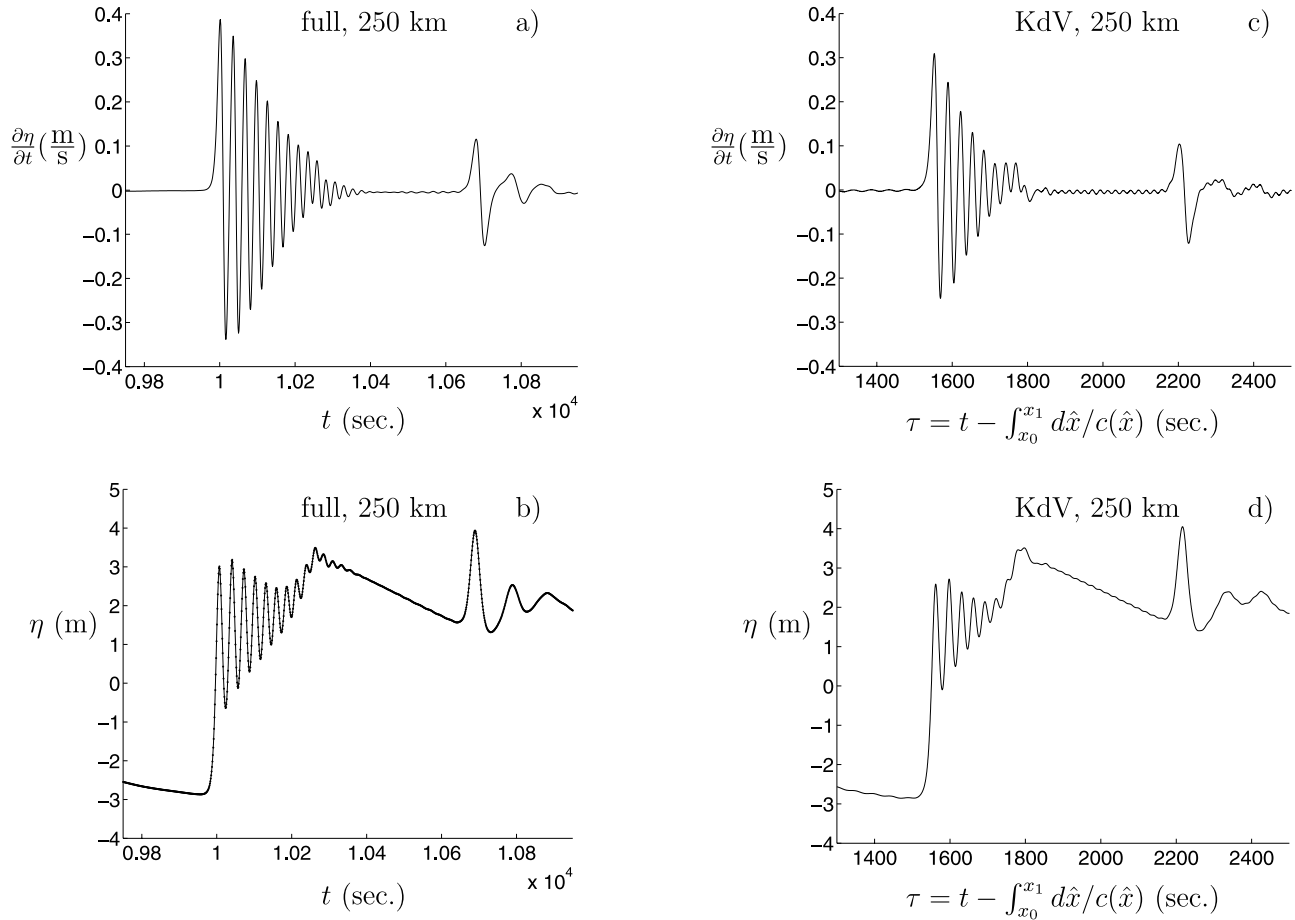 full, 250 km a)
0.4
0.3
0.2
0.1
0
−0.1
−0.2
−0.3
−0.4
∂η/∂t (m/s)
0.98 1 1.02 1.04 1.06 1.08
x 10⁴
t (sec.)
KdV, 250 km c)
0.4
0.3
0.2
0.1
0
−0.1
−0.2
−0.3
−0.4
∂η/∂t (m/s)
1400 1600 1800 2000 2200 2400
τ = t − ∫_{x₀}^{x₁} dx̂/c(x̂) (sec.)
full, 250 km b)
5
4
3
2
1
0
−1
−2
−3
−4
η (m)
0.98 1 1.02 1.04 1.06 1.08
x 10⁴
t (sec.)
KdV, 250 km d)
5
4
3
2
1
0
−1
−2
−3
−4
η (m)
1400 1600 1800 2000 2200 2400
τ = t − ∫_{x₀}^{x₁} dx̂/c(x̂) (sec.)